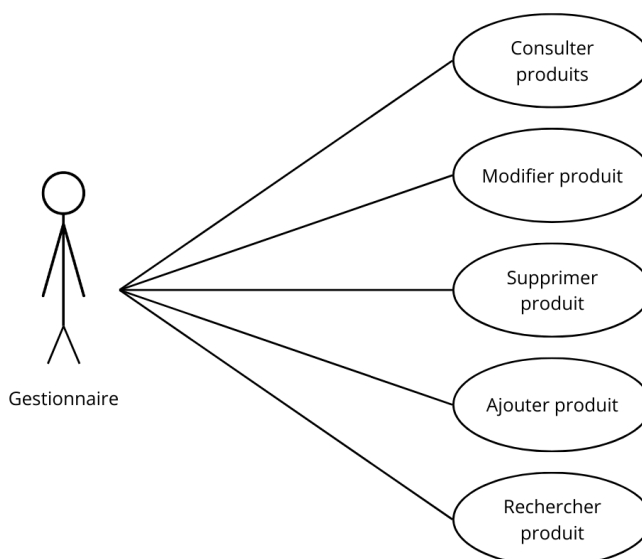 Consulter
produits
Modifier produit
Supprimer
produit
Gestionnaire
Ajouter produit
Rechercher
produit